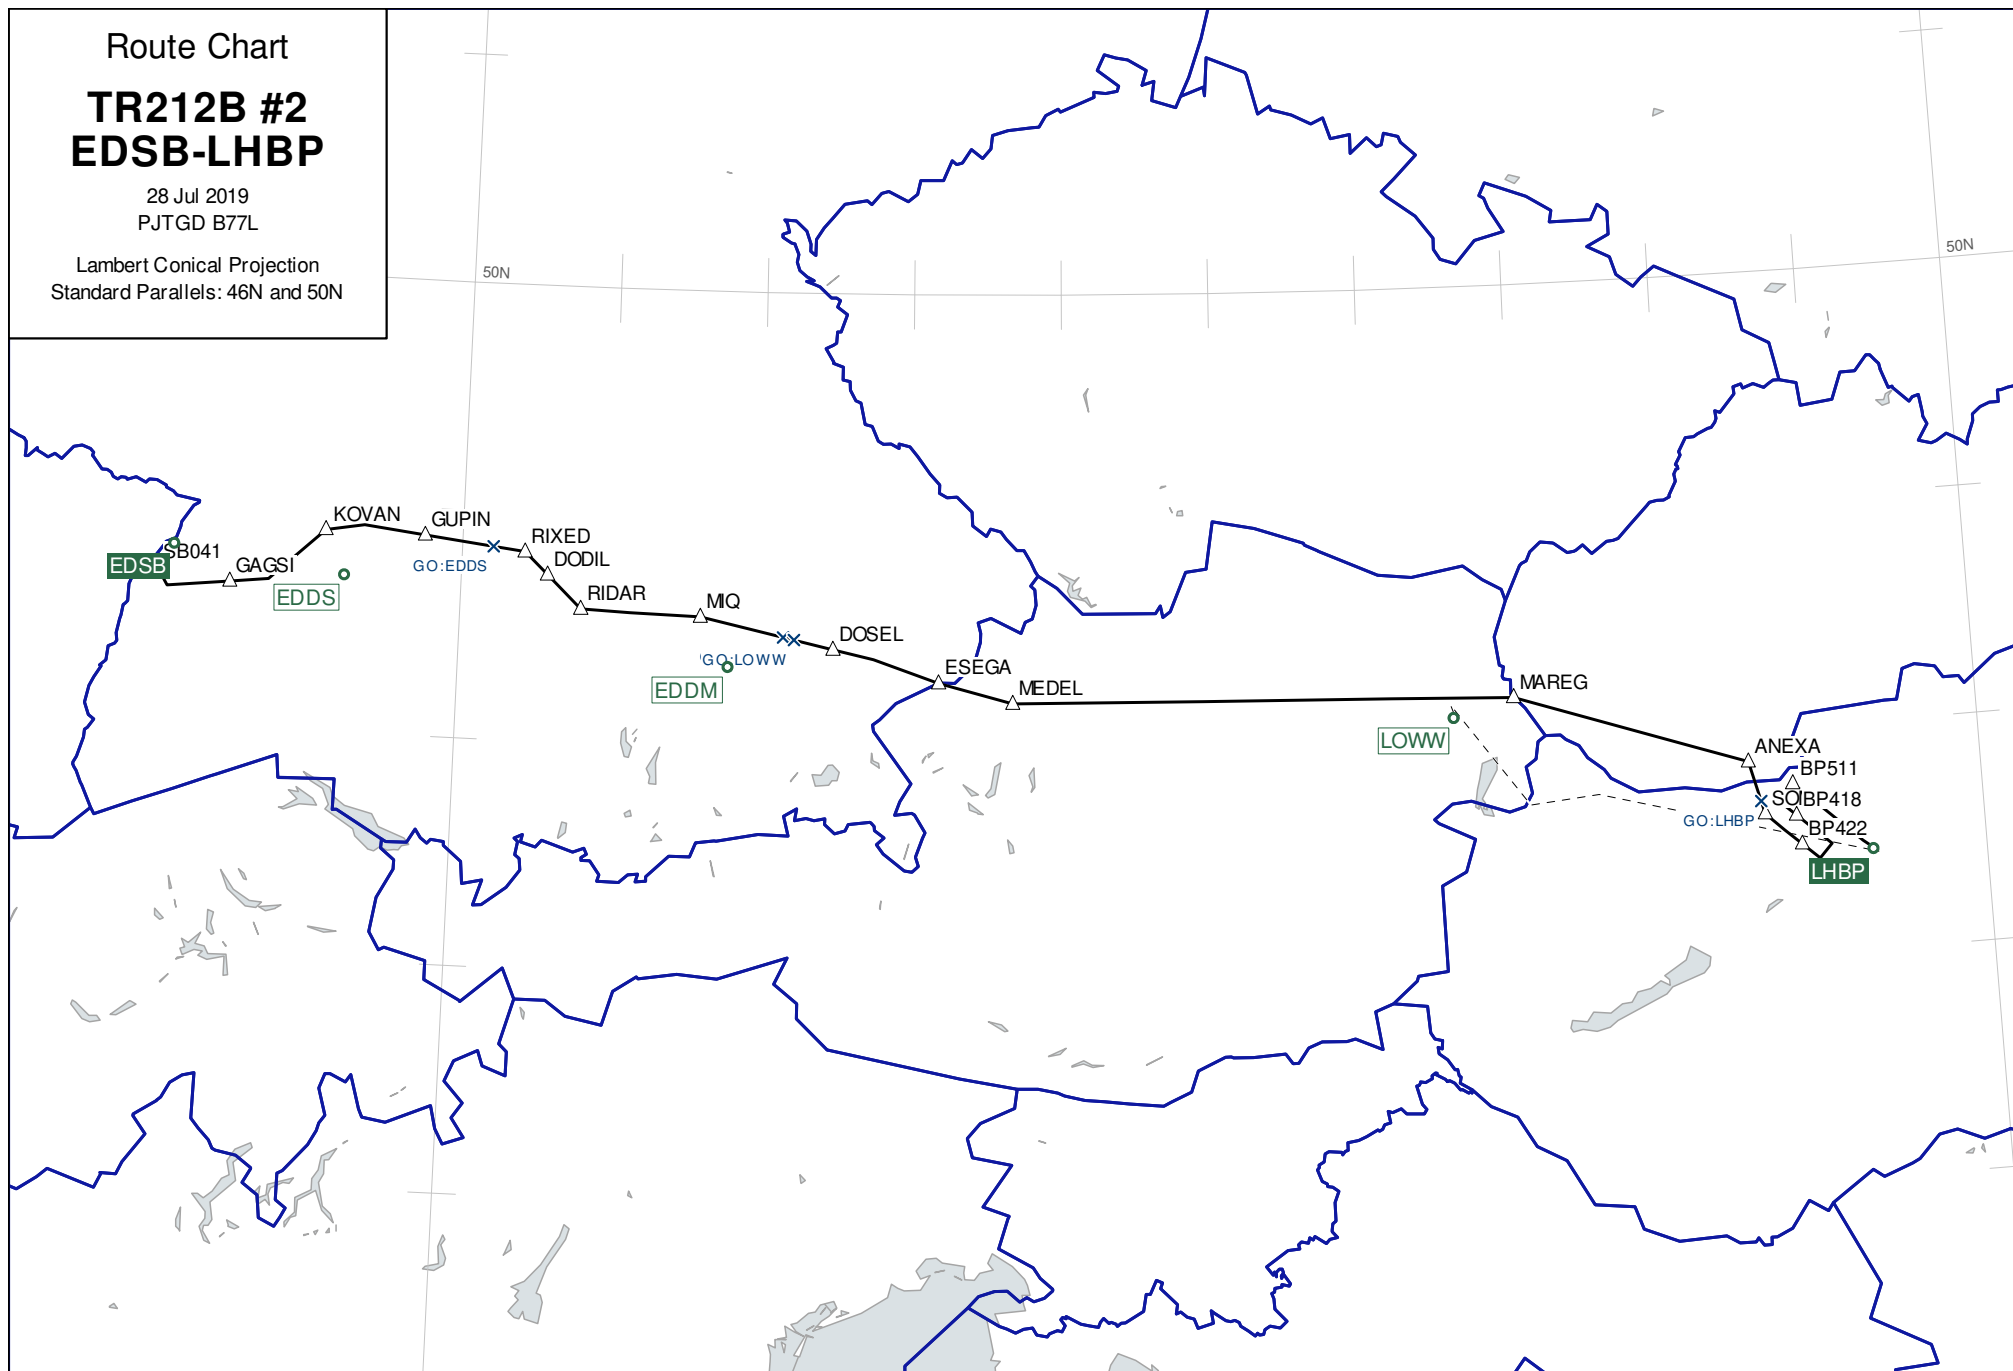 Route Chart
TR212B #2
EDSB-LHBP
28 Jul 2019
PJTGD B77L
Lambert Conical Projection
Standard Parallels: 46N and 50N
50N
50N
KOVAN
GUPIN
RIXED
SB041
EDSB
GAGSI
GO:EDDS
DODIL
EDDS
RIDAR
MIQ
DOSEL
GO:LOWW
ESEGA
EDDM
MEDEL
MAREG
LOWW
ANEXA
BP511
BP418
GO:LHBP
BP422
LHBP